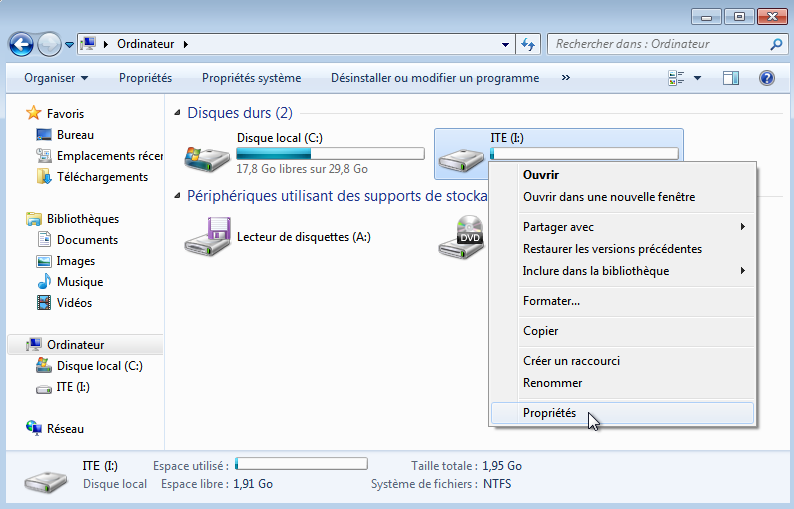 Ordinateur
Rechercher dans : Ordinateur
Organiser Propriétés Propriétés système Désinstaller ou modifier un programme »
Favoris
Bureau
Emplacements récer
Téléchargements
Bibliothèques
Documents
Images
Musique
Vidéos
Ordinateur
Disque local (C:)
ITE (I:)
Réseau
Disques durs (2)
Disque local (C:)
17,8 Go libres sur 29,8 Go
ITE (I:)
Périphériques utilisant des supports de stocka
Lecteur de disquettes (A:)
DVD
Ouvrir
Ouvrir dans une nouvelle fenêtre
Partager avec
Restaurer les versions précédentes
Inclure dans la bibliothèque
Formater...
Copier
Créer un raccourci
Renommer
Propriétés
ITE (I:) Espace utilisé : Taille totale : 1,95 Go
Disque local Espace libre : 1,91 Go Système de fichiers : NTFS